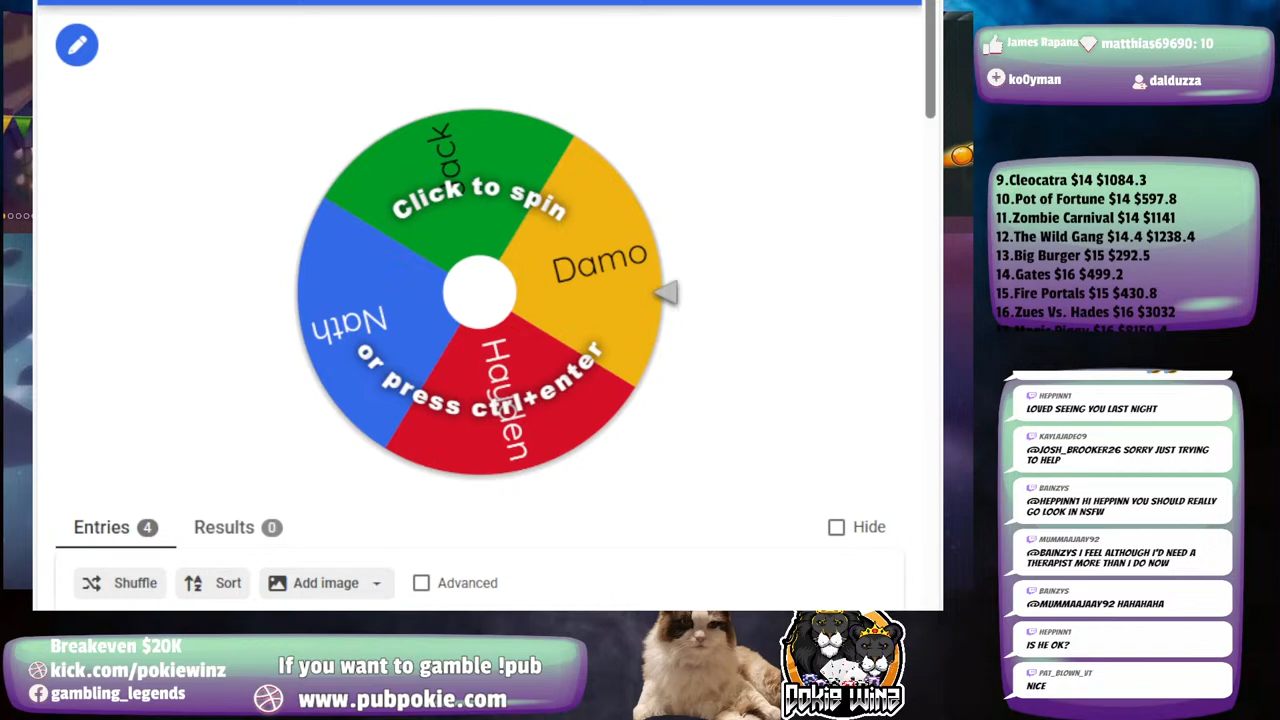 Click to spin
or press ctrl+enter
Damo
Nath
Entries 4
Results 0
Hide
Shuffle
Sort
Add image
Advanced
James Rapana
matthias69690: 10
ko0yman
dalduzza
9.Cleocatra $14 $1084.3
10.Pot of Fortune $14 $597.8
11.Zombie Carnival $14 $1141
12.The Wild Gang $14.4 $1238.4
13.Big Burger $15 $292.5
14.Gates $16 $499.2
15.Fire Portals $15 $430.8
16.Zues Vs. Hades $16 $3032
HEPPINN1
LOVED SEEING YOU LAST NIGHT
KAYLAJADE09
@JOSH_BROOKER26 SORRY JUST TRYING
TO HELP
BAINZYS
@HEPPINN1 HI HEPPINN YOU SHOULD REALLY
GO LOOK IN NSFW
MUMMAAJAAY92
@BAINZYS I FEEL ALTHOUGH I'D NEED A
THERAPIST MORE THAN I DO NOW
BAINZYS
@MUMMAAJAAY92 HAHAHAHA
HEPPINN1
IS HE OK?
PAT_BLOWN_VT
NICE
Breakeven $20K
kick.com/pokiewinz
gambling_legends
If you want to gamble !pub
www.pubpokie.com
Pokie Winz